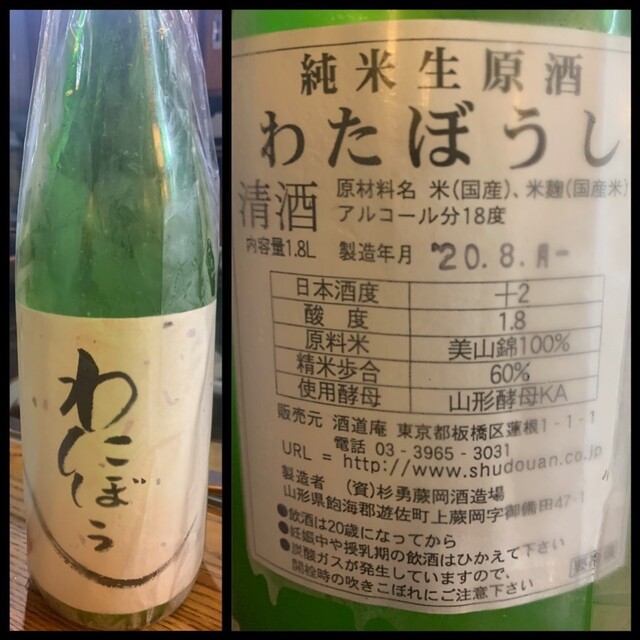 わたぼう
純米生原酒
わたぼうし
清酒
原材料名 米(国産)、米麹(国産米)
アルコール分18度
内容量1.8L 製造年月 '20.8.月
日本酒度 +2
酸 度 1.8
原料米 美山錦100%
精米歩合 60%
使用酵母 山形酵母KA
販売元 酒道庵 東京都板橋区蓮根1-1-1
電話 03-3965-3031
URL = http://www.shudouan.co.jp
製造者 (資)杉勇蕨岡酒造場
山形県飽海郡遊佐町上蕨岡字御備田47-1
●飲酒は20歳になってから
●妊娠中や授乳期の飲酒はひかえて下さい
●炭酸ガスが発生していますので、
開栓時の吹きこぼれにご注意下さい